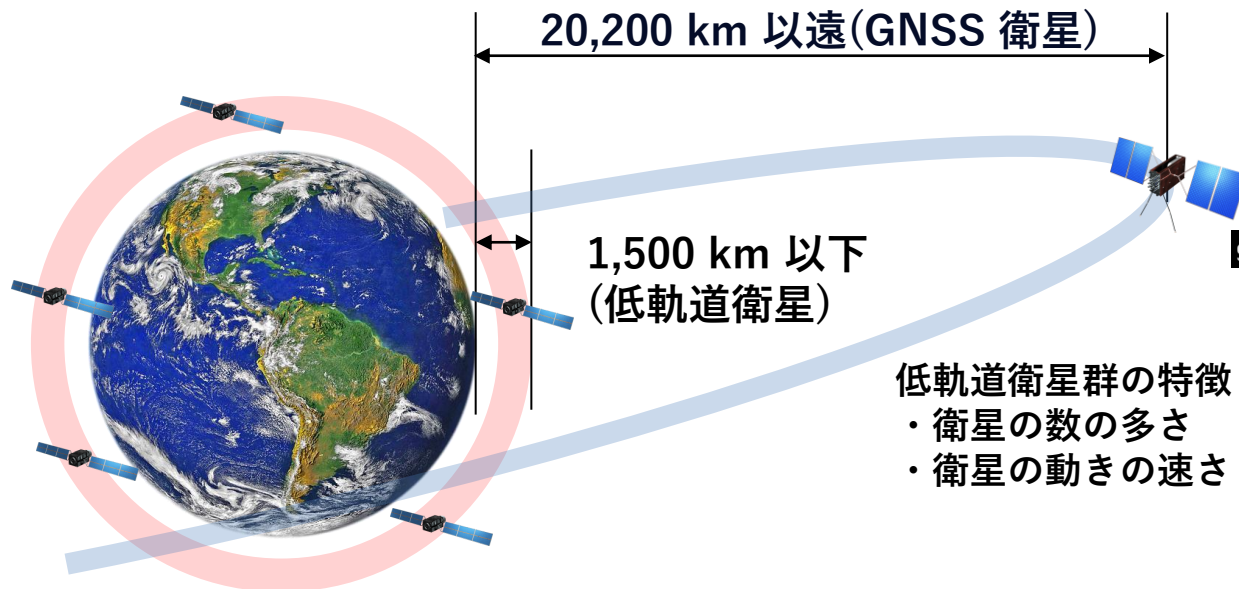 20,200 km 以遠(GNSS 衛星)
1,500 km 以下
(低軌道衛星)
低軌道衛星群の特徴
・衛星の数の多さ
・衛星の動きの速さ